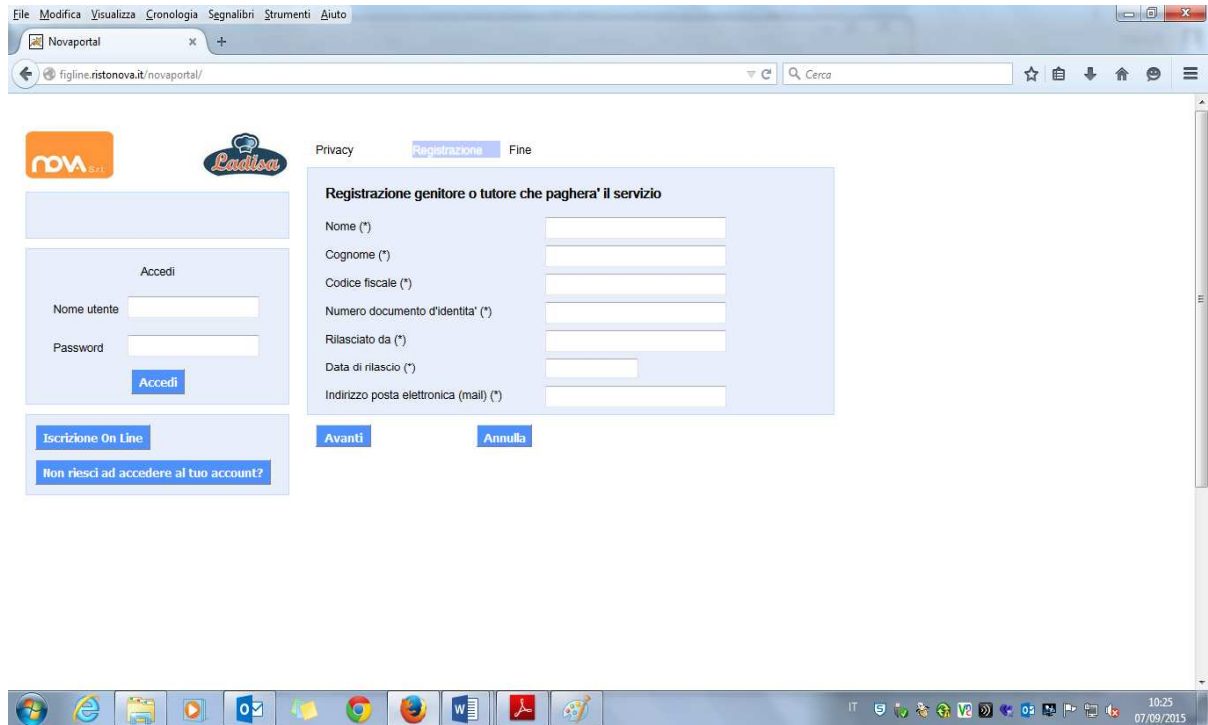 File Modifica Visualizza Cronologia Segnalibri Strumenti Aiuto
Novaportal
figline.ristonova.it/novaportal/
Cerca
NOVA S.r.l.
Ladisa
Privacy Registrazione Fine
Registrazione genitore o tutore che paghera' il servizio
Nome (*)
Cognome (*)
Codice fiscale (*)
Numero documento d'identita' (*)
Rilasciato da (*)
Data di rilascio (*)
Indirizzo posta elettronica (mail) (*)
Avanti Annulla
Accedi
Nome utente
Password
Accedi
Iscrizione On Line
Non riesci ad accedere al tuo account?
IT
10:25
07/09/2015